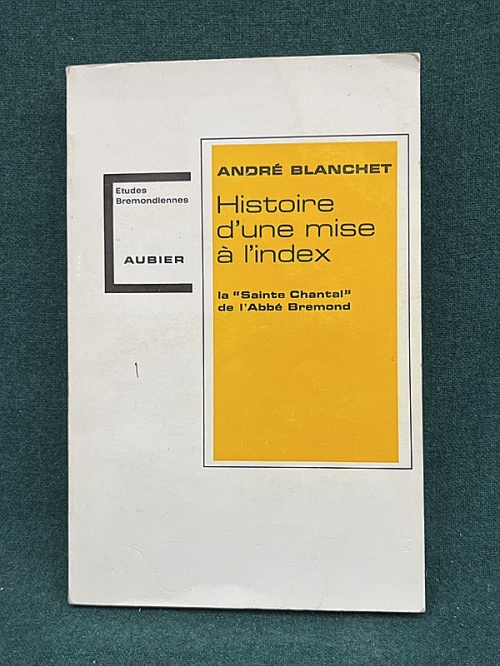 ANDRÉ BLANCHET
Histoire
d'une mise
à l'index
la "Sainte Chantal"
de l'Abbé Bremond
Etudes
Bremondiennes
AUBIER